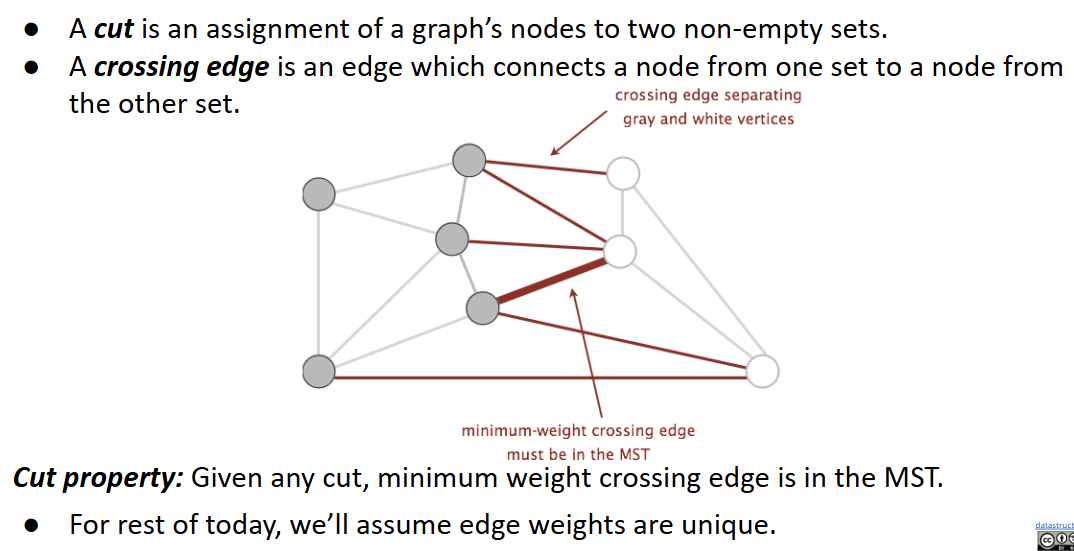 ● A cut is an assignment of a graph's nodes to two non-empty sets.
● A crossing edge is an edge which connects a node from one set to a node from
the other set.
crossing edge separating
gray and white vertices
minimum-weight crossing edge
must be in the MST
Cut property: Given any cut, minimum weight crossing edge is in the MST.
● For rest of today, we'll assume edge weights are unique.
datastruct